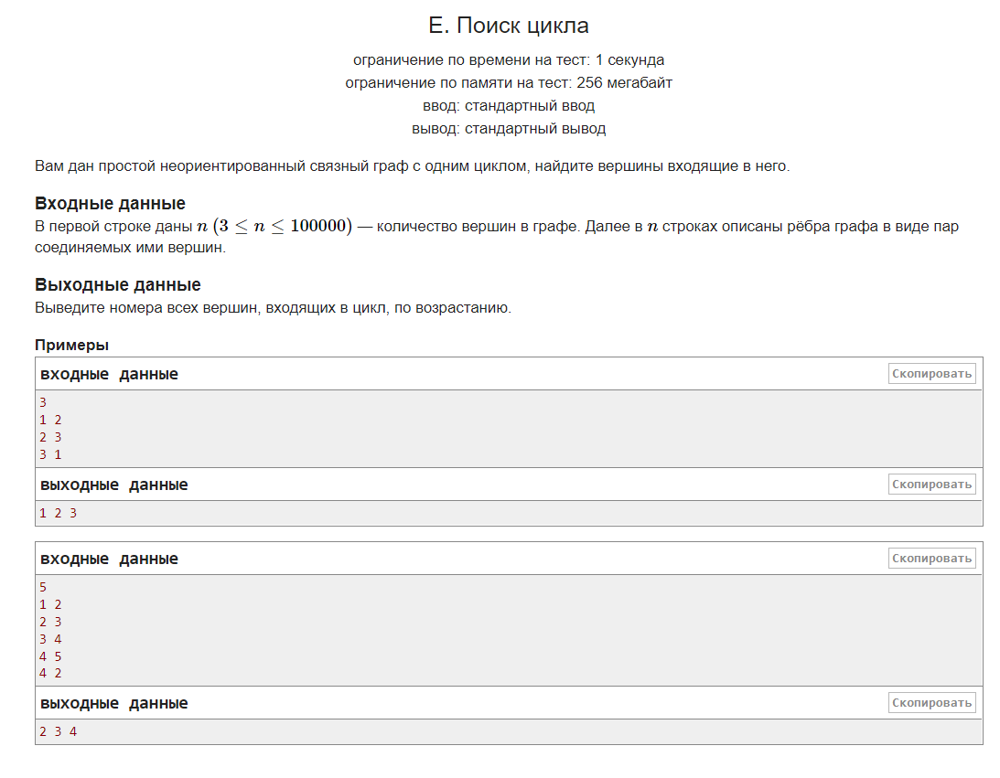 E. Поиск цикла
ограничение по времени на тест: 1 секунда
ограничение по памяти на тест: 256 мегабайт
ввод: стандартный ввод
вывод: стандартный вывод
Вам дан простой неориентированный связный граф с одним циклом, найдите вершины входящие в него.
Входные данные
В первой строке даны n (3 ≤ n ≤ 100000) — количество вершин в графе. Далее в n строках описаны рёбра графа в виде пар
соединяемых ими вершин.
Выходные данные
Выведите номера всех вершин, входящих в цикл, по возрастанию.
Примеры
входные данные Скопировать
3
1 2
2 3
3 1
выходные данные Скопировать
1 2 3
входные данные Скопировать
5
1 2
2 3
3 4
4 5
4 2
выходные данные Скопировать
2 3 4